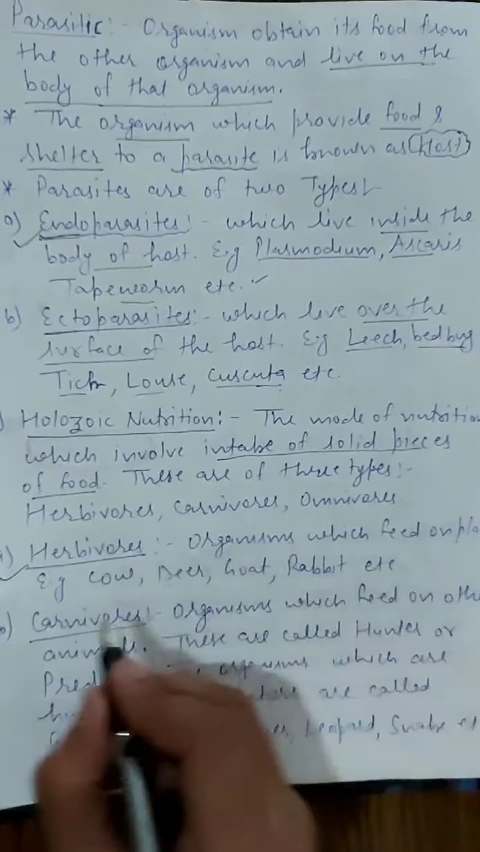 Parasitic:- Organism obtain its food from
the other organism and live on the
body of that organism.
* The organism which provide food &
shelter to a parasite is known as (Host)
* Parasites are of two Types:-
a) Endoparasites:- which live inside the
body of host. E.g Plasmodium, Ascaris
Tapeworm etc.
b) Ectoparasites:- which live over the
surface of the host. E.g Leech, bedbug
Tick, Louse, Cuscuta etc.
) Holozoic Nutrition:- The mode of nutrition
which involve intake of solid pieces
of food. These are of three types:-
Herbivores, Carnivores, Omnivores
a) Herbivores:- Organisms which feed on pla
E.g Cow, Deer, Goat, Rabbit etc
b) Carnivores:- Organisms which feed on othe
These are called Hunter or
Pred organisms which are
are called
Leopard, Snake et